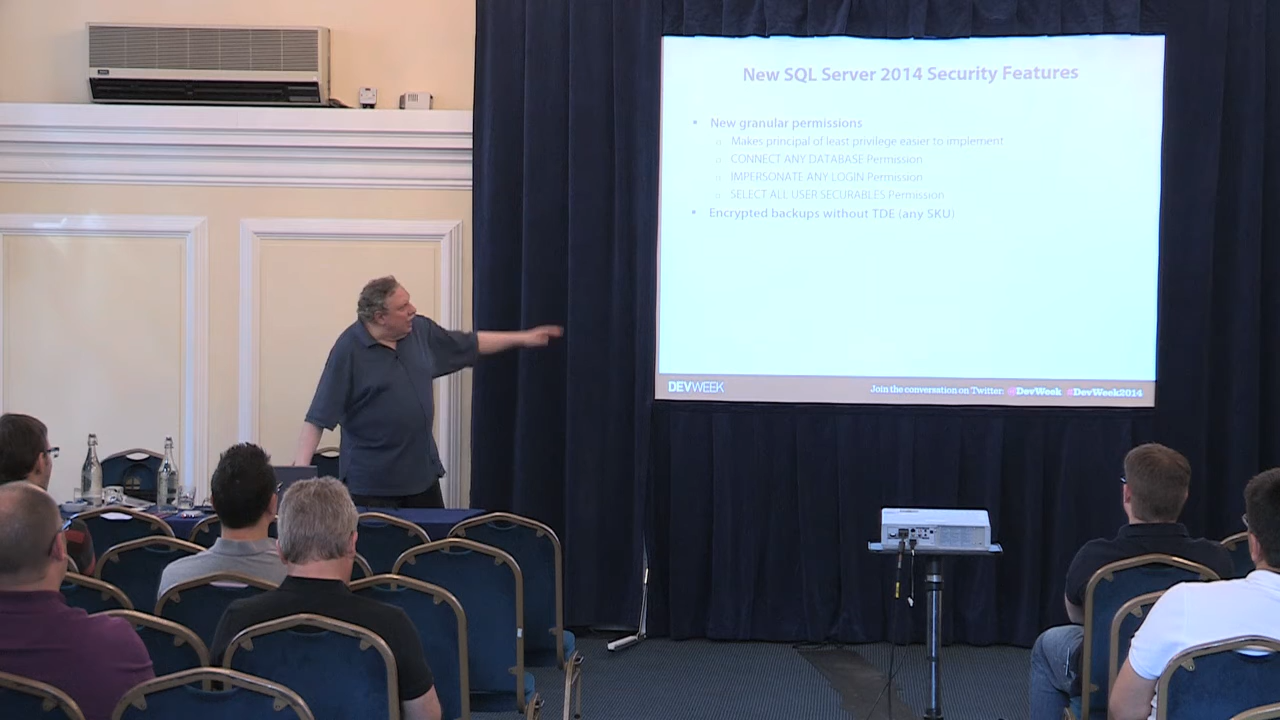 New SQL Server 2014 Security Features
▪ New granular permissions
o Makes principal of least privilege easier to implement
o CONNECT ANY DATABASE Permission
o IMPERSONATE ANY LOGIN Permission
o SELECT ALL USER SECURABLES Permission
▪ Encrypted backups without TDE (any SKU)
DEVWEEK
Join the conversation on Twitter: @DevWeek #DevWeek2014